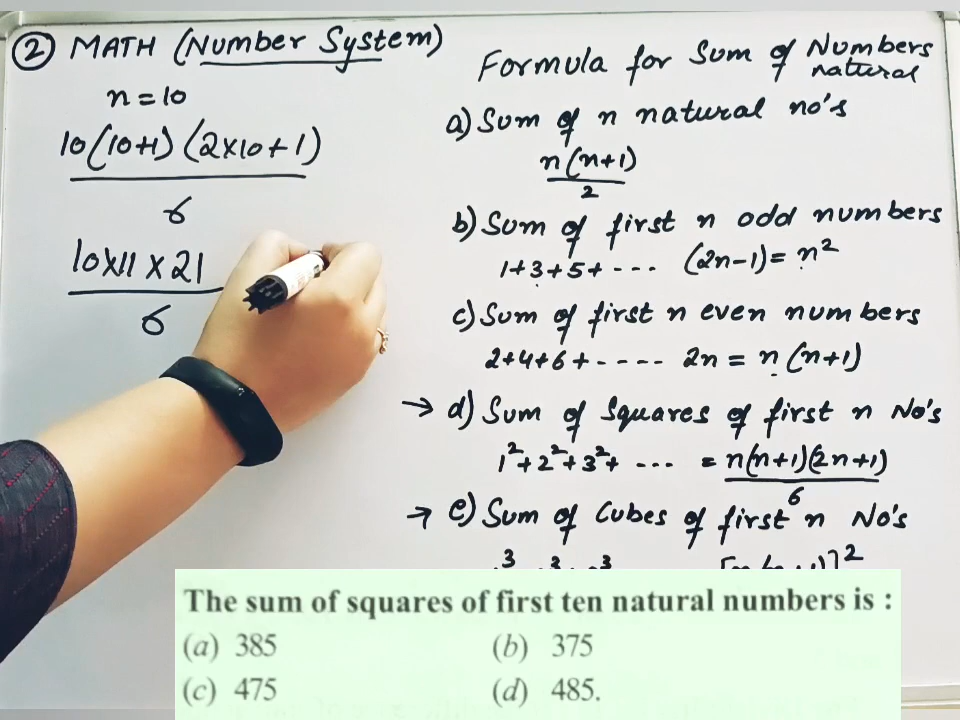 ② MATH (Number System)
n = 10
10(10+1) (2×10+1)
6
10×11 × 21
6
Formula for Sum of Numbers
natural
a) Sum of n natural no's
n(n+1)
2
b) Sum of first n odd numbers
1+3+5+ --- (2n-1)= n²
c) Sum of first n even numbers
2+4+6+---- 2n = n(n+1)
→ d) Sum of Squares of first n No's
1²+2²+3²+ --- = n(n+1)(2n+1)
6
→ e) Sum of Cubes of first n No's
The sum of squares of first ten natural numbers is :
(a) 385 (b) 375
(c) 475 (d) 485.